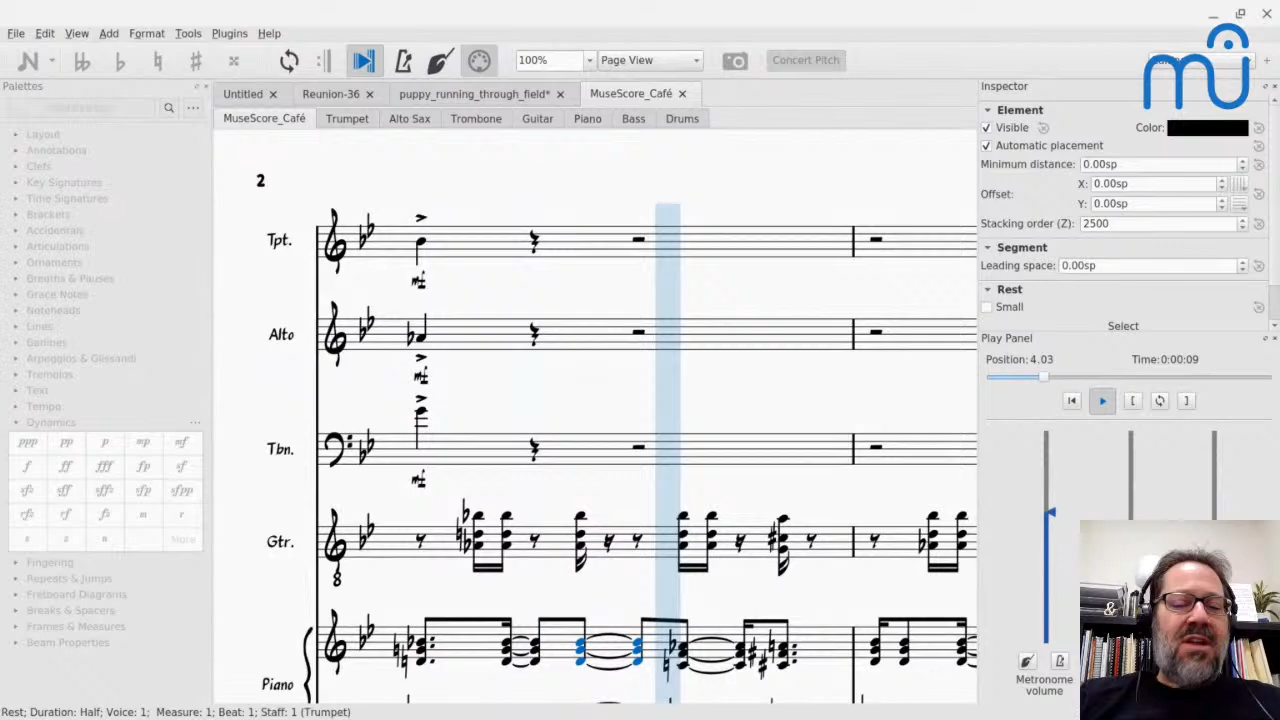 File Edit View Add Format Tools Plugins Help
100% Page View Concert Pitch
Palettes
Untitled Reunion-36 puppy_running_through_field* MuseScore_Café
MuseScore_Café Trumpet Alto Sax Trombone Guitar Piano Bass Drums
Layout
Annotations
Clefs
Key Signatures
Time Signatures
Brackets
Accidentals
Articulations
Ornaments
Breaths & Pauses
Grace Notes
Noteheads
Lines
Barlines
Arpeggios & Glissandi
Tremolos
Text
Tempo
Dynamics
ppp pp p mp mf
f ff fff fp sf
sfz sff sffz sfp sfpp
rfz rf fz m r
s z n More
Fingering
Repeats & Jumps
Fretboard Diagrams
Breaks & Spacers
Frames & Measures
Beam Properties
2
Tpt.
mf
Alto
mf
Tbn.
mf
Gtr.
8
Piano
Inspector
Element
Visible Color:
Automatic placement
Minimum distance: 0.00sp
Offset: X: 0.00sp
Y: 0.00sp
Stacking order (Z): 2500
Segment
Leading space: 0.00sp
Rest
Small
Select
Play Panel
Position: 4.03 Time:0:00:09
Metronome
volume
&
Rest; Duration: Half; Voice: 1; Measure: 1; Beat: 1; Staff: 1 (Trumpet)